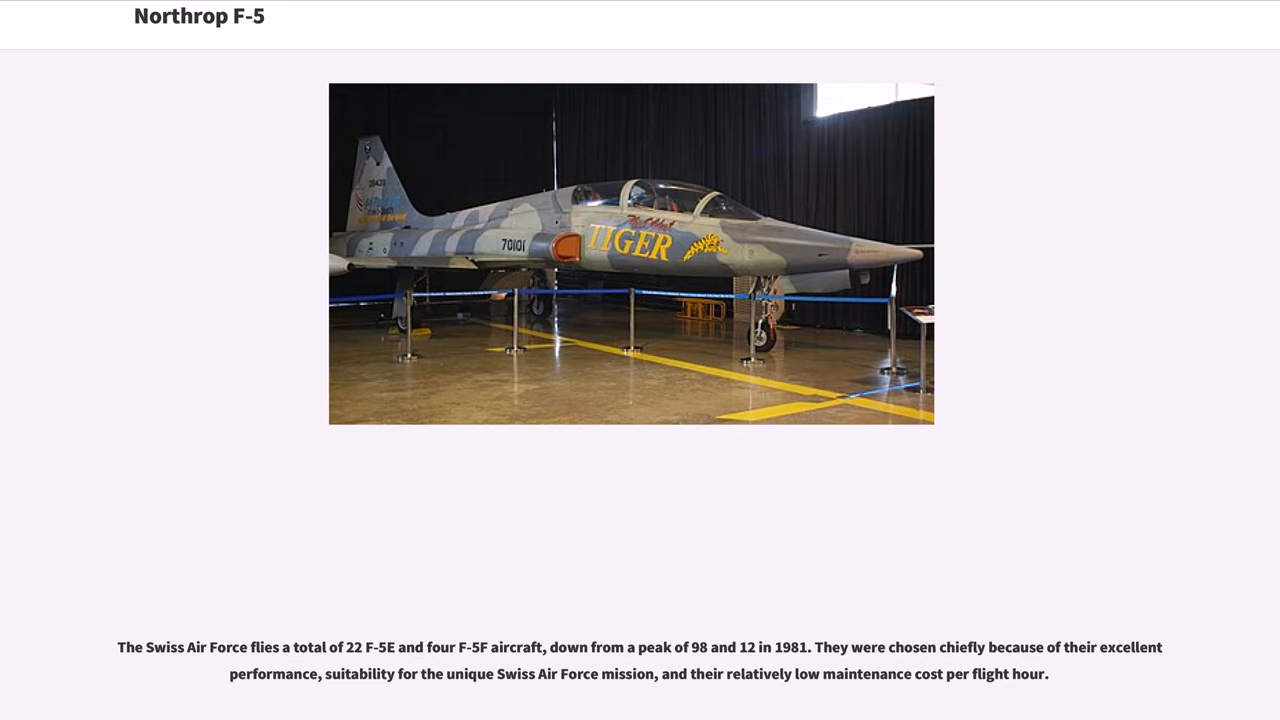 Northrop F-5
The Oldest
TIGER
70101
The Swiss Air Force flies a total of 22 F-5E and four F-5F aircraft, down from a peak of 98 and 12 in 1981. They were chosen chiefly because of their excellent
performance, suitability for the unique Swiss Air Force mission, and their relatively low maintenance cost per flight hour.